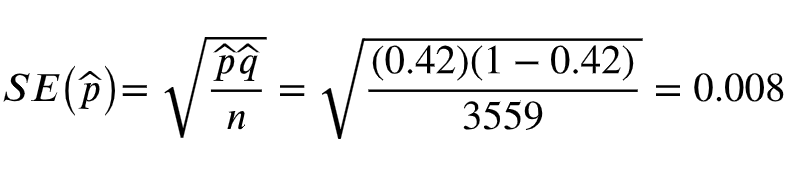 SE(p̂) = √(p̂q̂/n) = √((0.42)(1 − 0.42)/3559) = 0.008